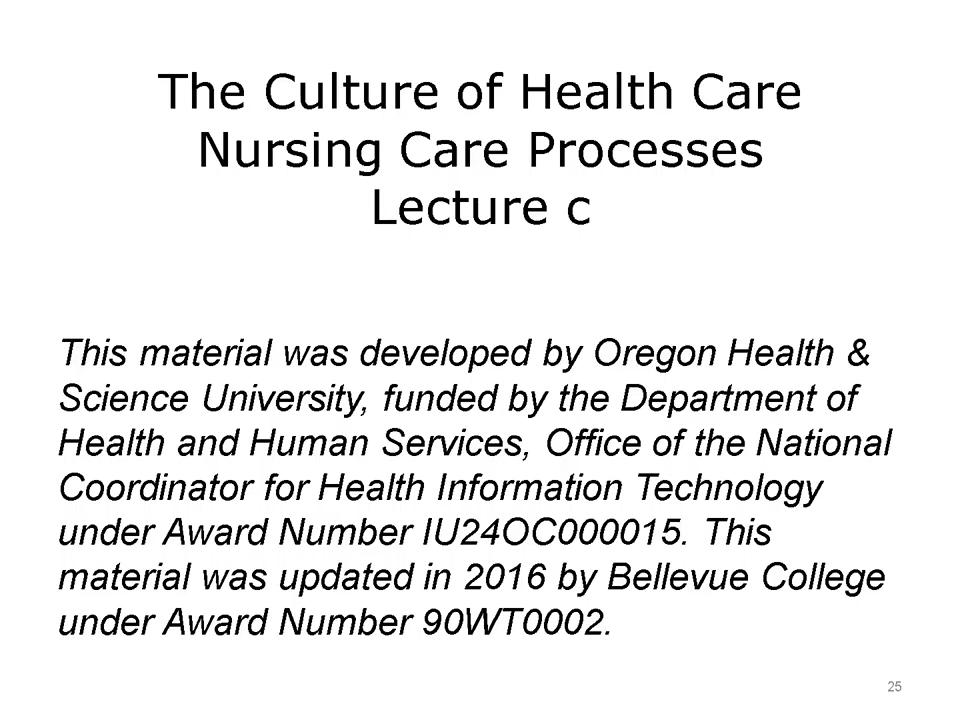 The Culture of Health Care
Nursing Care Processes
Lecture c
This material was developed by Oregon Health &
Science University, funded by the Department of
Health and Human Services, Office of the National
Coordinator for Health Information Technology
under Award Number IU24OC000015. This
material was updated in 2016 by Bellevue College
under Award Number 90WT0002.
25